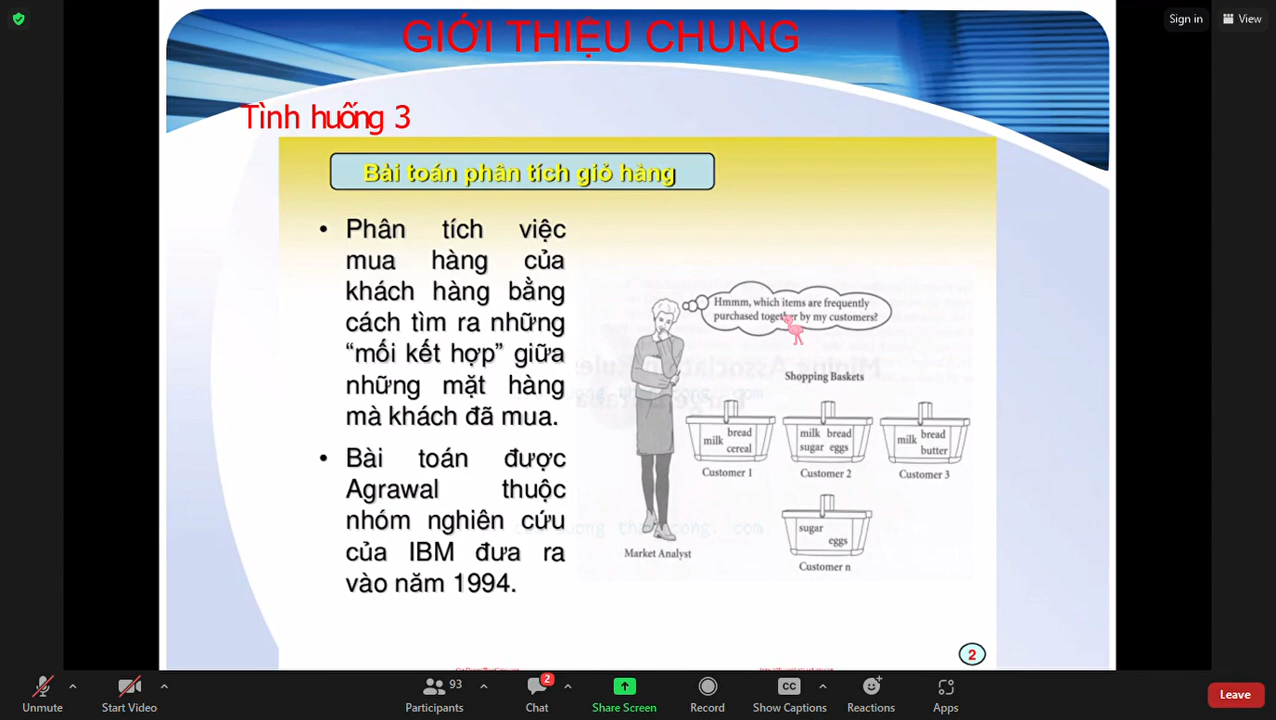 Sign in
View
GIỚI THIỆU CHUNG
Tình huống 3
Bài toán phân tích giỏ hàng
• Phân tích việc
mua hàng của
khách hàng bằng
cách tìm ra những
“mối kết hợp” giữa
những mặt hàng
mà khách đã mua.
• Bài toán được
Agrawal thuộc
nhóm nghiên cứu
của IBM đưa ra
vào năm 1994.
Hmmm, which items are frequently
purchased together by my customers?
Shopping Baskets
milk bread
cereal
Customer 1
milk bread
sugar eggs
Customer 2
milk bread
butter
Customer 3
sugar
eggs
Customer n
Market Analyst
2
Unmute
Start Video
93
Participants
2
Chat
Share Screen
Record
CC
Show Captions
Reactions
Apps
Leave